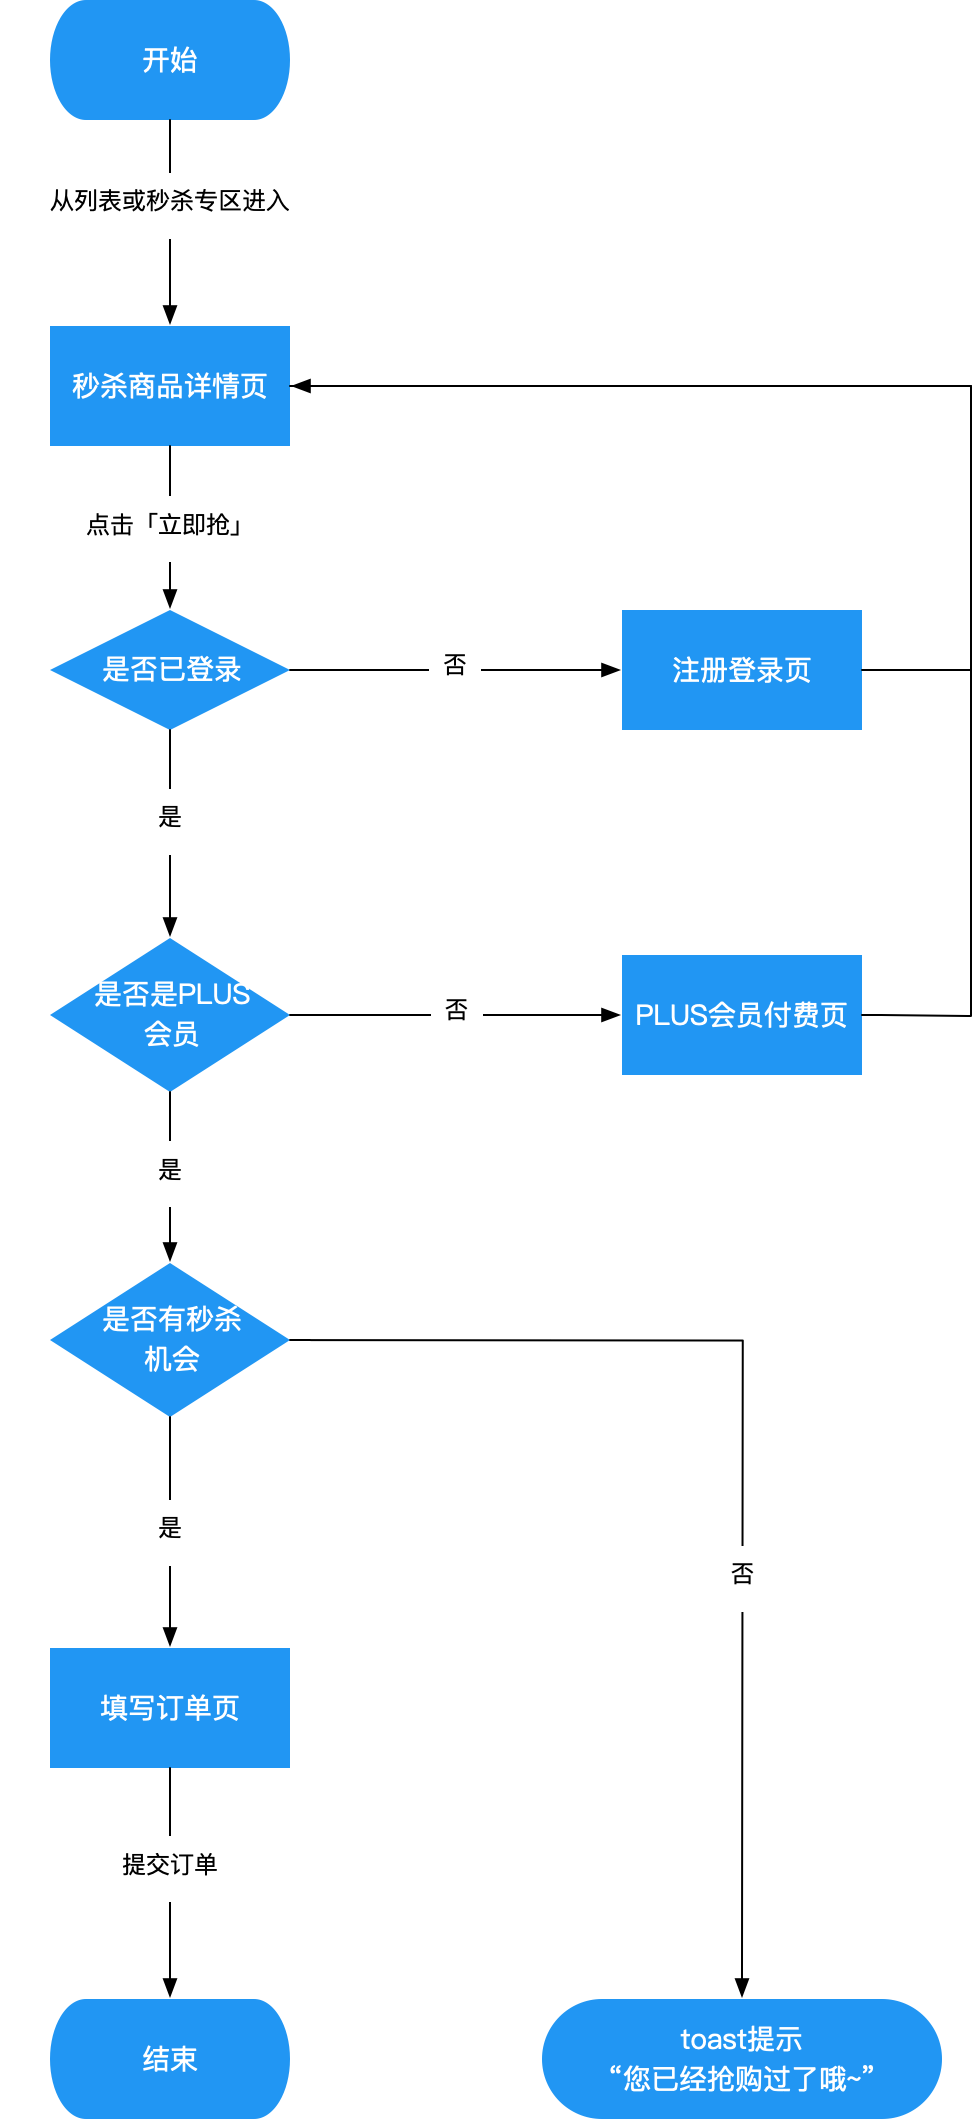 开始
从列表或秒杀专区进入
秒杀商品详情页
点击「立即抢」
是否已登录
否
注册登录页
是
是否是PLUS
会员
否
PLUS会员付费页
是
是否有秒杀
机会
是
否
填写订单页
提交订单
结束
toast提示
“您已经抢购过了哦~”